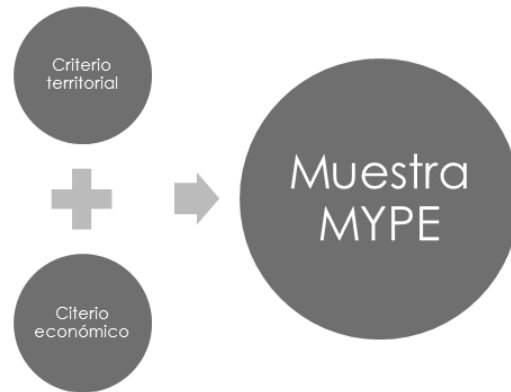 Criterio
territorial
Muestra
MYPE
Citerio
económico